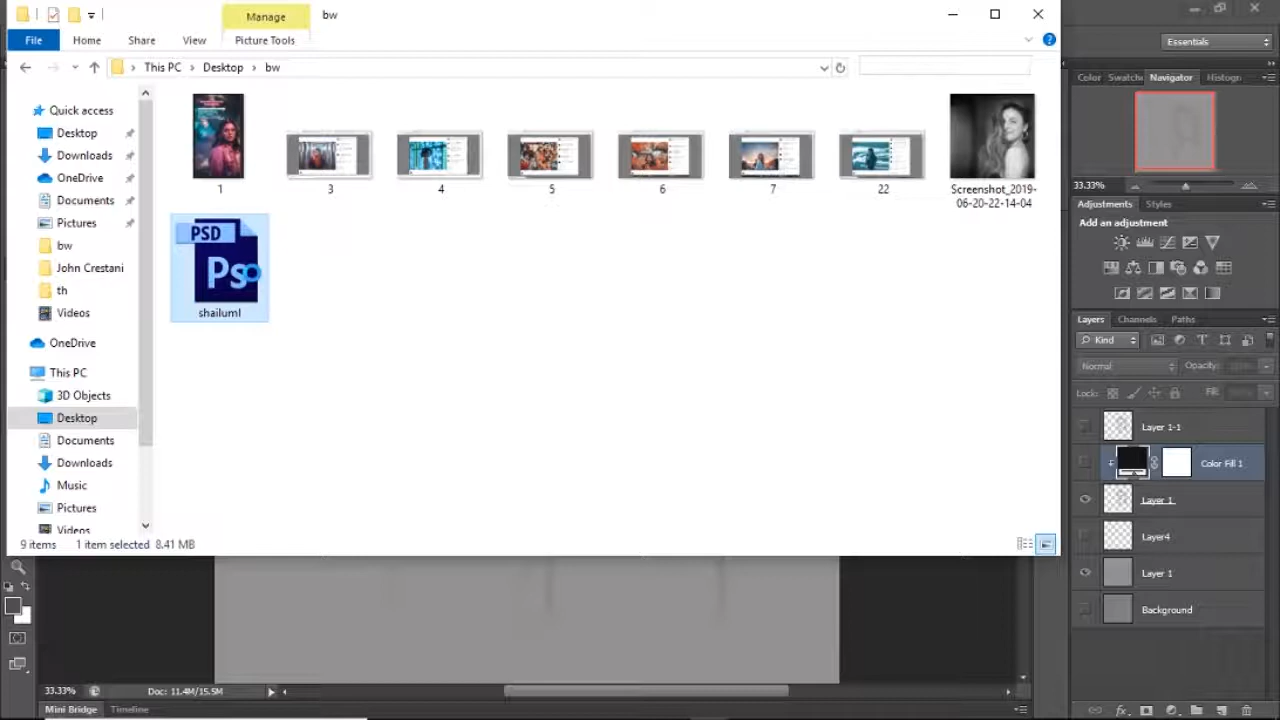 Manage
bw
File
Home
Share
View
Picture Tools
This PC
Desktop
bw
Quick access
Desktop
Downloads
OneDrive
Documents
Pictures
bw
John Crestani
th
Videos
OneDrive
This PC
3D Objects
Desktop
Documents
Downloads
Music
Pictures
Videos
1
3
4
5
6
7
22
Screenshot_2019-
06-20-22-14-04
PSD
Ps
shailuml
9 items
1 item selected 8.41 MB
Essentials
Color
Swatche
Navigator
Histogn
33.33%
Adjustments
Styles
Add an adjustment
Layers
Channels
Paths
Kind
Normal
Opacity:
Lock:
Fill:
Layer 1-1
Color Fill 1
Layer 1
Layer4
Layer 1
Background
33.33%
Doc: 11.4M/15.5M
Mini Bridge
Timeline